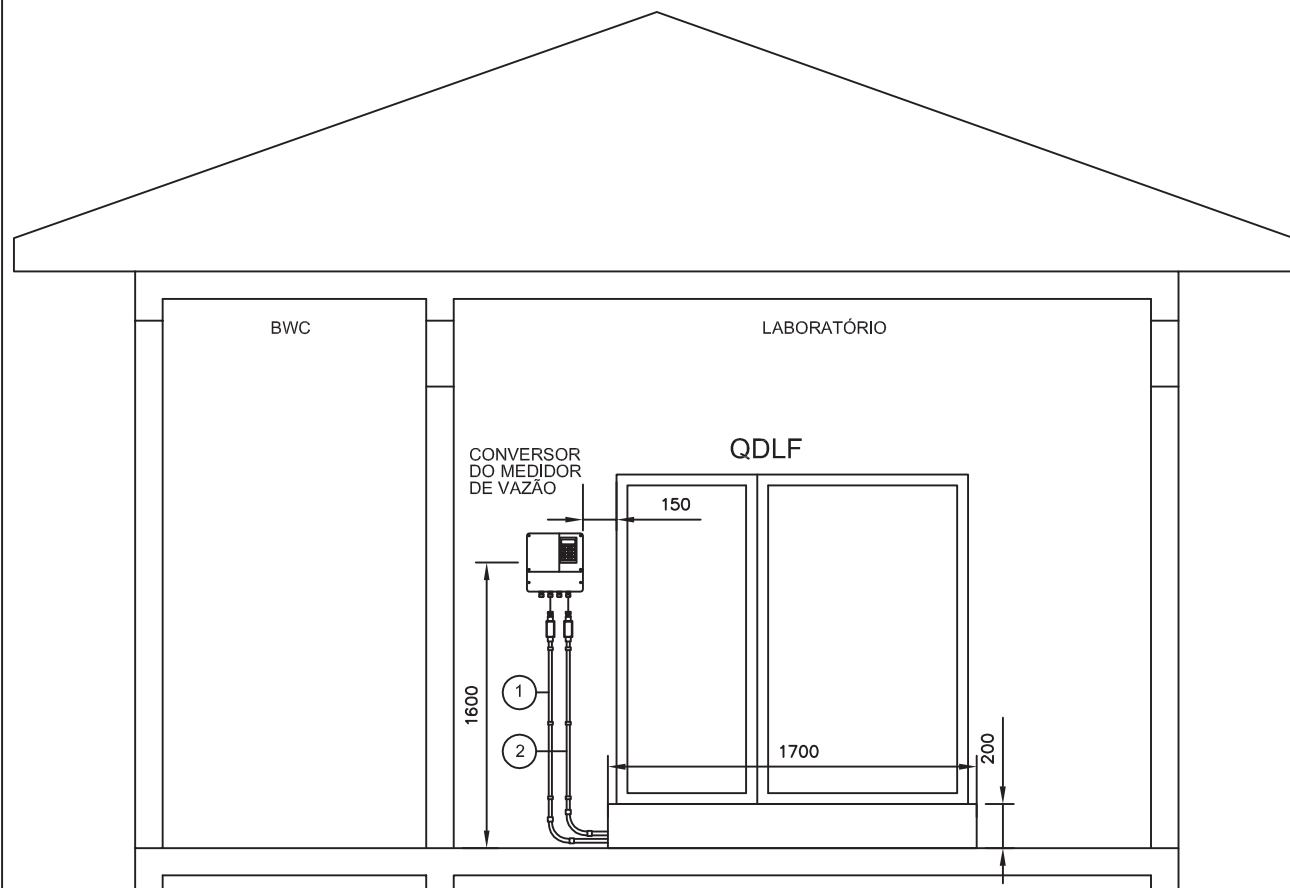 BWC
LABORATÓRIO
QDLF
CONVERSOR
DO MEDIDOR
DE VAZÃO
150
1600
1
2
1700
200